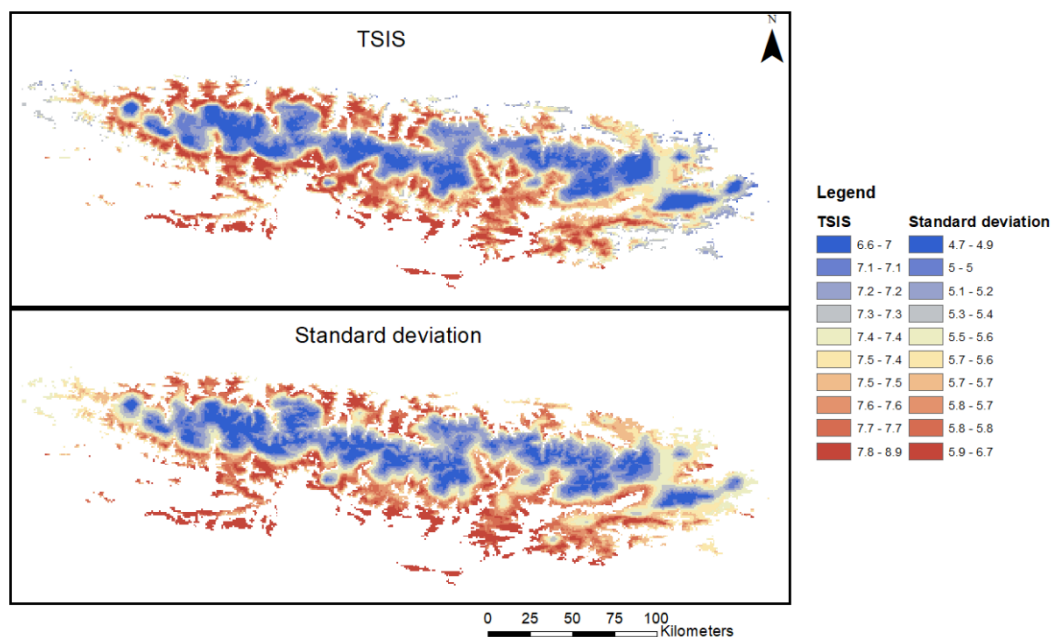 TSIS
N
Standard deviation
Legend
TSIS Standard deviation
6.6 - 7 4.7 - 4.9
7.1 - 7.1 5 - 5
7.2 - 7.2 5.1 - 5.2
7.3 - 7.3 5.3 - 5.4
7.4 - 7.4 5.5 - 5.6
7.5 - 7.4 5.7 - 5.6
7.5 - 7.5 5.7 - 5.7
7.6 - 7.6 5.8 - 5.7
7.7 - 7.7 5.8 - 5.8
7.8 - 8.9 5.9 - 6.7
0 25 50 75 100
Kilometers